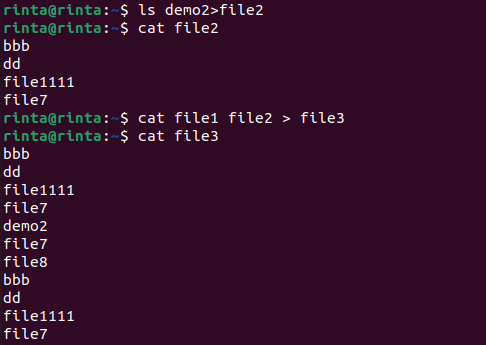 rinta@rinta:~$ ls demo2>file2
rinta@rinta:~$ cat file2
bbb
dd
file1111
file7
rinta@rinta:~$ cat file1 file2 > file3
rinta@rinta:~$ cat file3
bbb
dd
file1111
file7
demo2
file7
file8
bbb
dd
file1111
file7